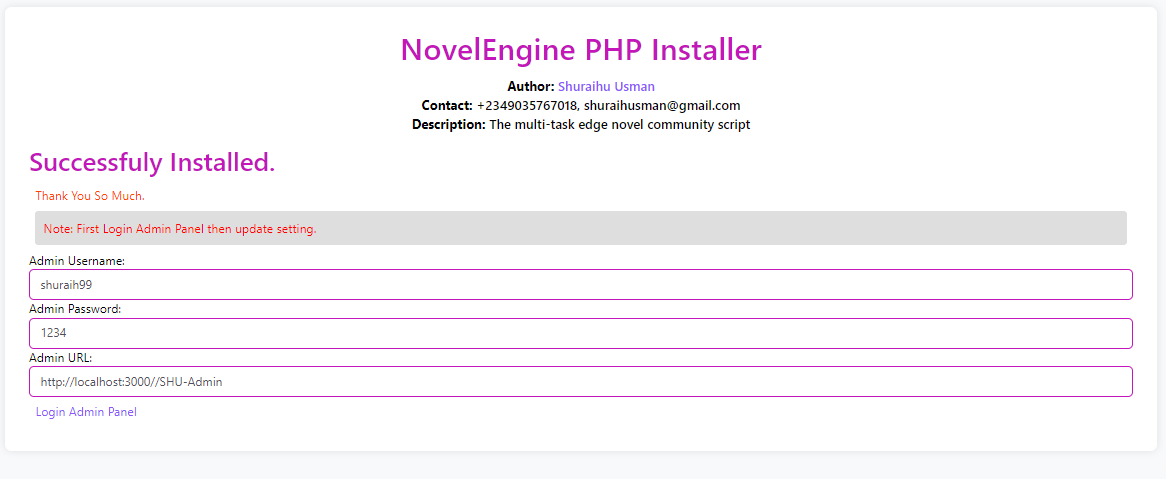 NovelEngine PHP Installer
Author: Shuraihu Usman
Contact: +2349035767018, shuraihusman@gmail.com
Description: The multi-task edge novel community script
Successfuly Installed.
Thank You So Much.
Note: First Login Admin Panel then update setting.
Admin Username:
shuraih99
Admin Password:
1234
Admin URL:
http://localhost:3000//SHU-Admin
Login Admin Panel